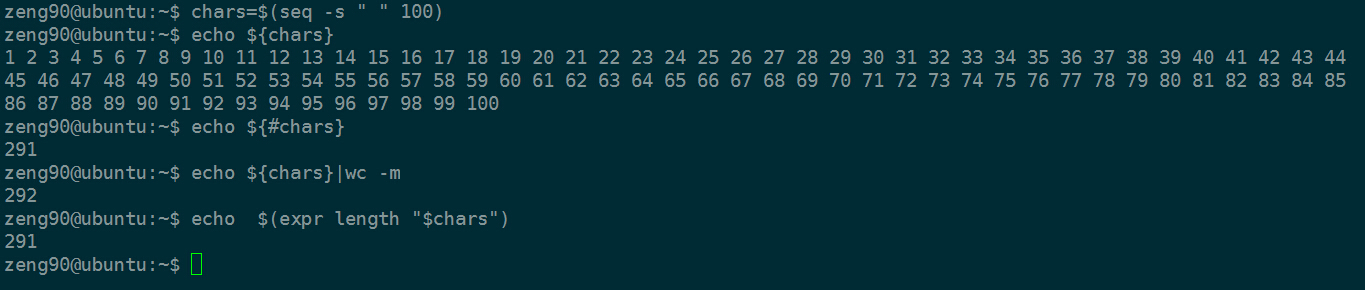 zeng90@ubuntu:~$ chars=$(seq -s " " 100)
zeng90@ubuntu:~$ echo ${chars}
1 2 3 4 5 6 7 8 9 10 11 12 13 14 15 16 17 18 19 20 21 22 23 24 25 26 27 28 29 30 31 32 33 34 35 36 37 38 39 40 41 42 43 44
45 46 47 48 49 50 51 52 53 54 55 56 57 58 59 60 61 62 63 64 65 66 67 68 69 70 71 72 73 74 75 76 77 78 79 80 81 82 83 84 85
86 87 88 89 90 91 92 93 94 95 96 97 98 99 100
zeng90@ubuntu:~$ echo ${#chars}
291
zeng90@ubuntu:~$ echo ${chars}|wc -m
292
zeng90@ubuntu:~$ echo  $(expr length "$chars")
291
zeng90@ubuntu:~$